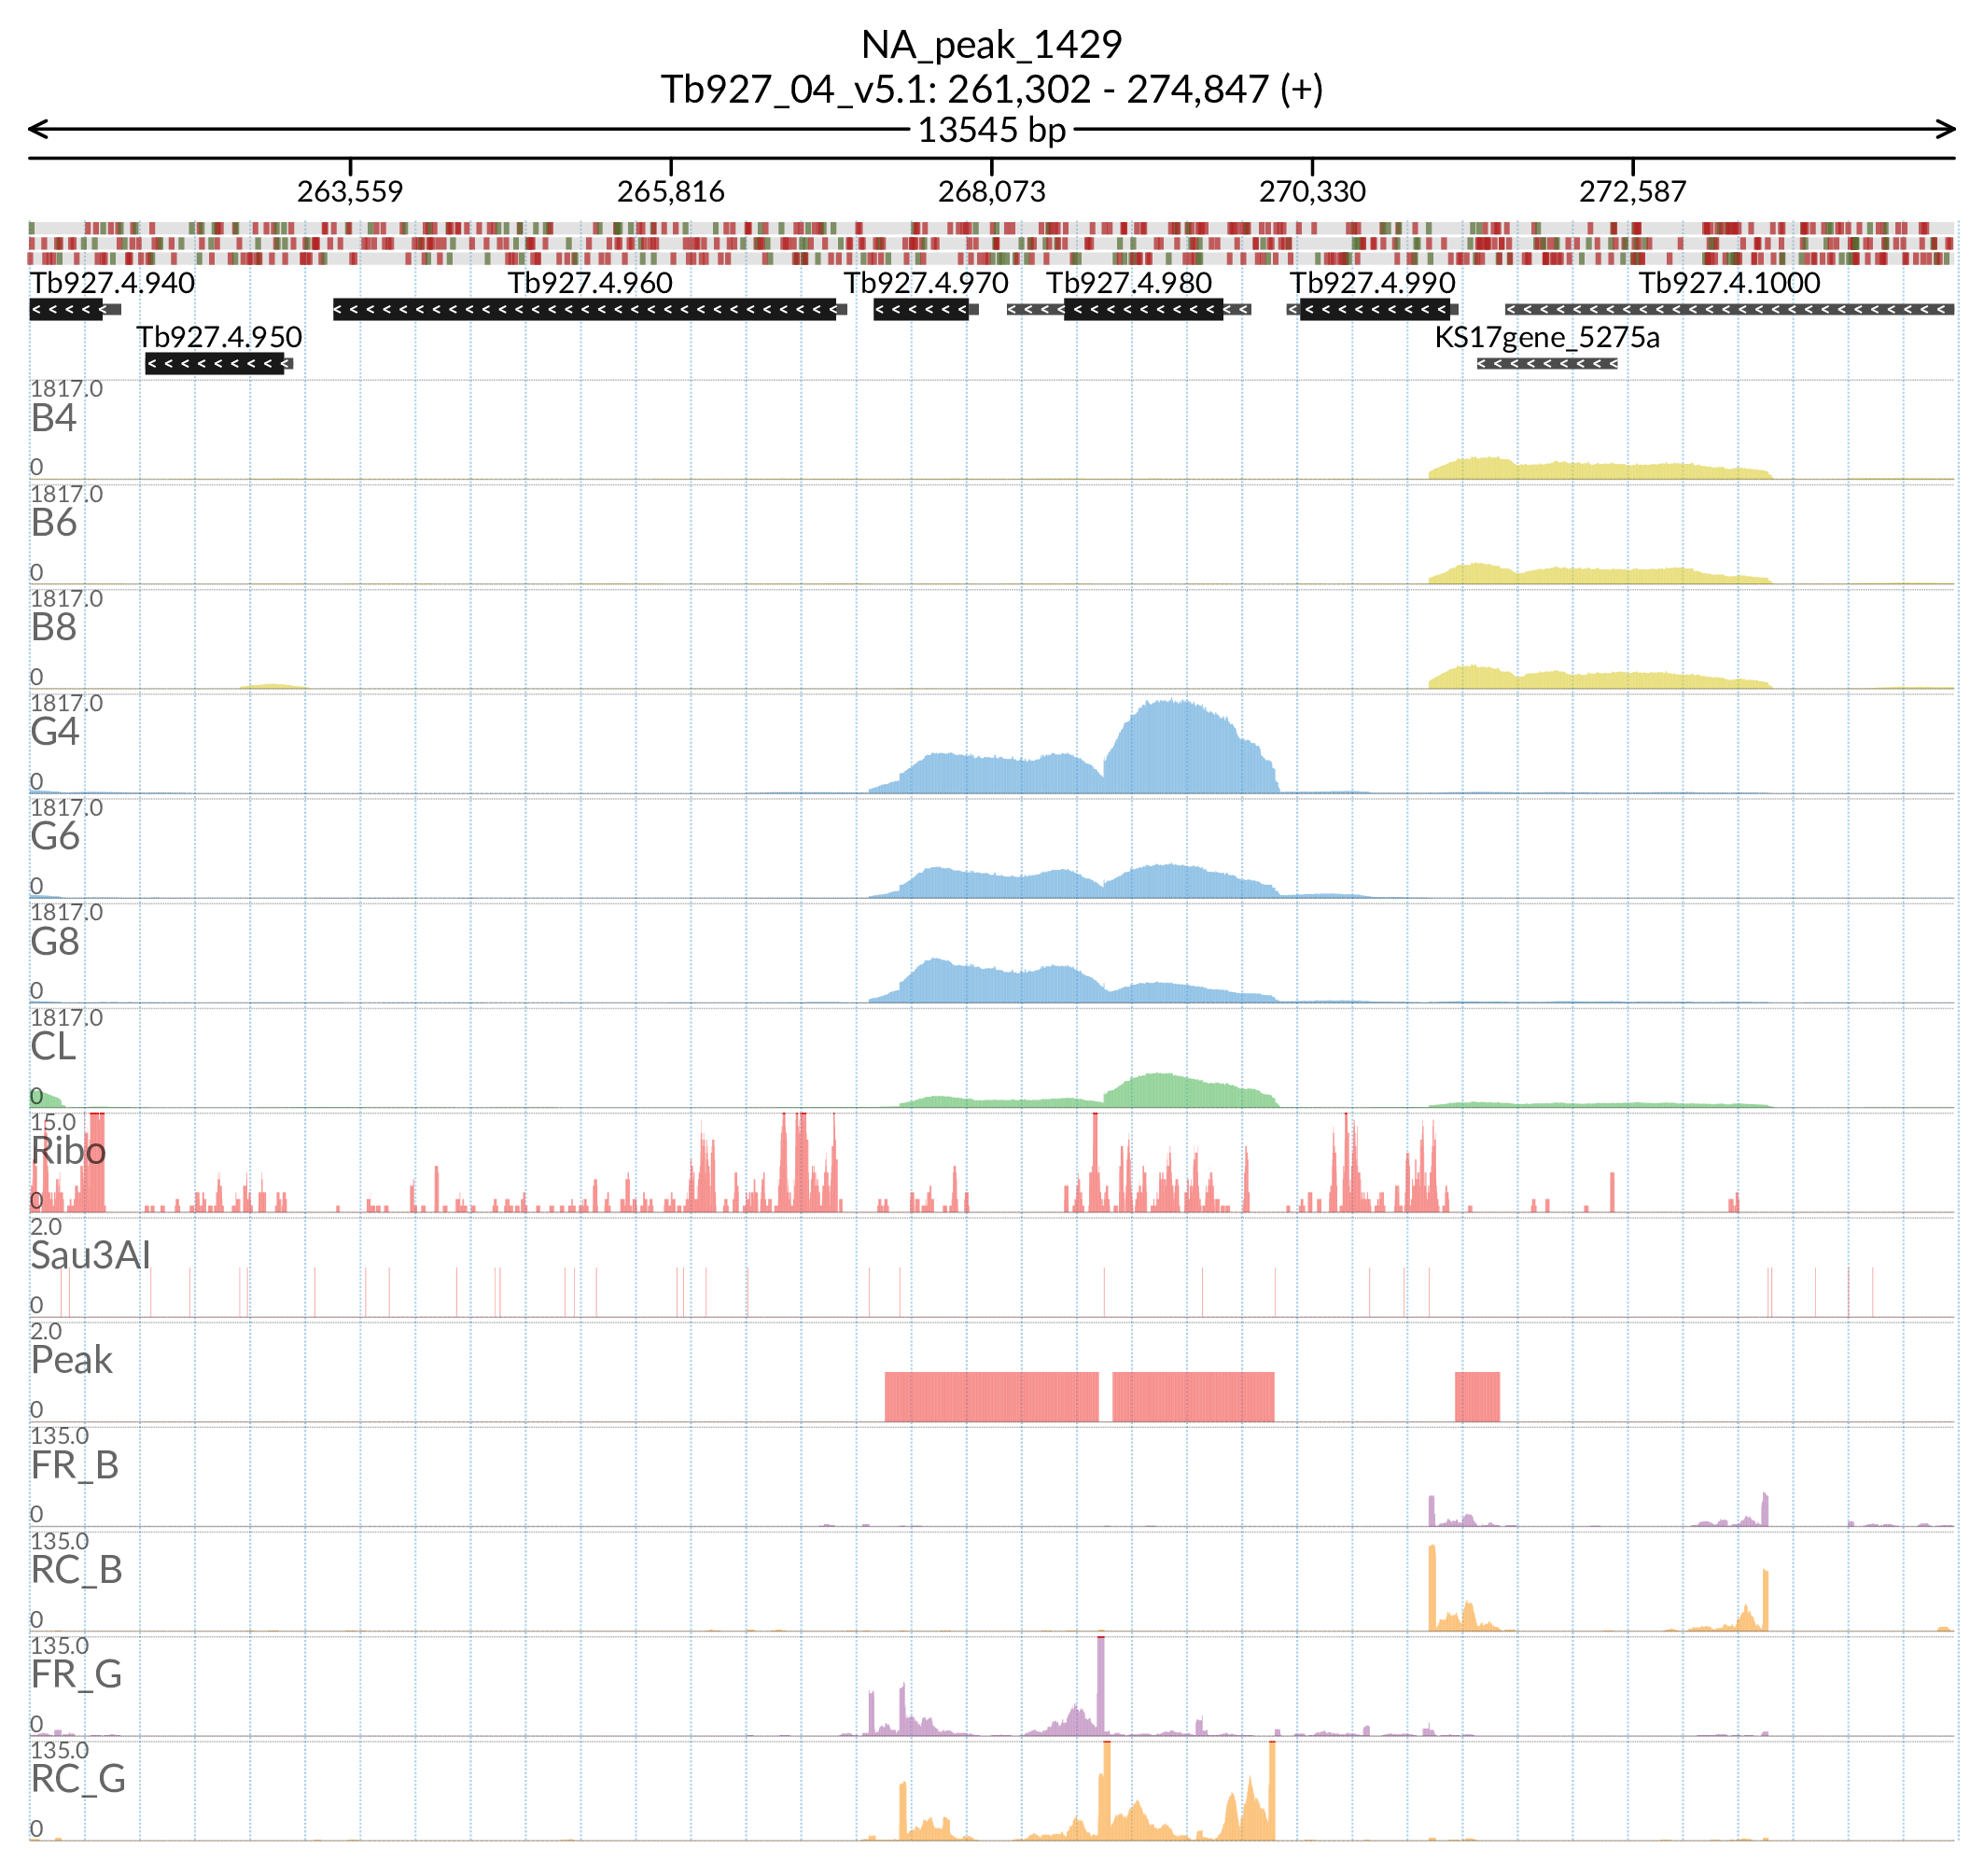 NA_peak_1429
Tb927_04_v5.1: 261,302 - 274,847 (+)
13545 bp
263,559 265,816 268,073 270,330 272,587
Tb927.4.940 Tb927.4.960 Tb927.4.970 Tb927.4.980 Tb927.4.990 Tb927.4.1000
Tb927.4.950 KS17gene_5275a
1817.0
B4
0
1817.0
B6
0
1817.0
B8
0
1817.0
G4
0
1817.0
G6
0
1817.0
G8
0
1817.0
CL
0
15.0
Ribo
0
2.0
Sau3AI
0
2.0
Peak
0
135.0
FR_B
0
135.0
RC_B
0
135.0
FR_G
0
135.0
RC_G
0